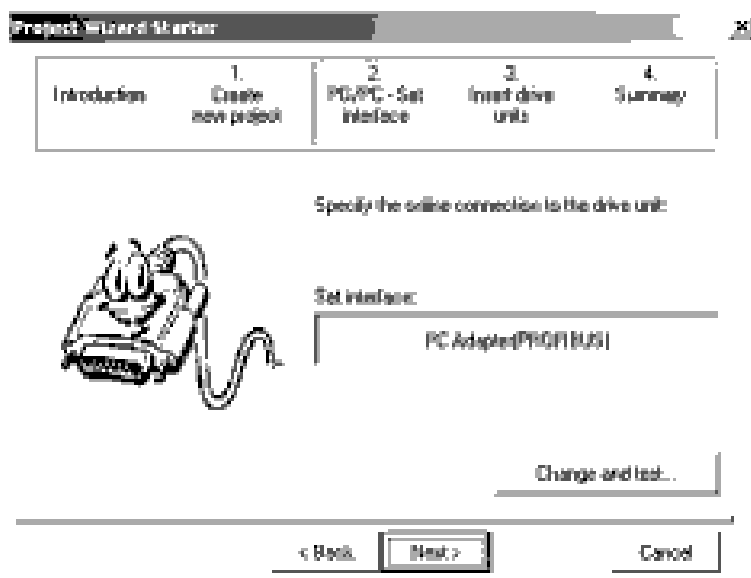 Project Wizard Starter
Introduction
1.
Create
new project
2.
PG/PC - Set
interface
3.
Insert drive
units
4.
Summary
Specify the online connection to the drive unit:
Set interface:
PC Adapter(PROFIBUS)
Change and test...
< Back
Next >
Cancel